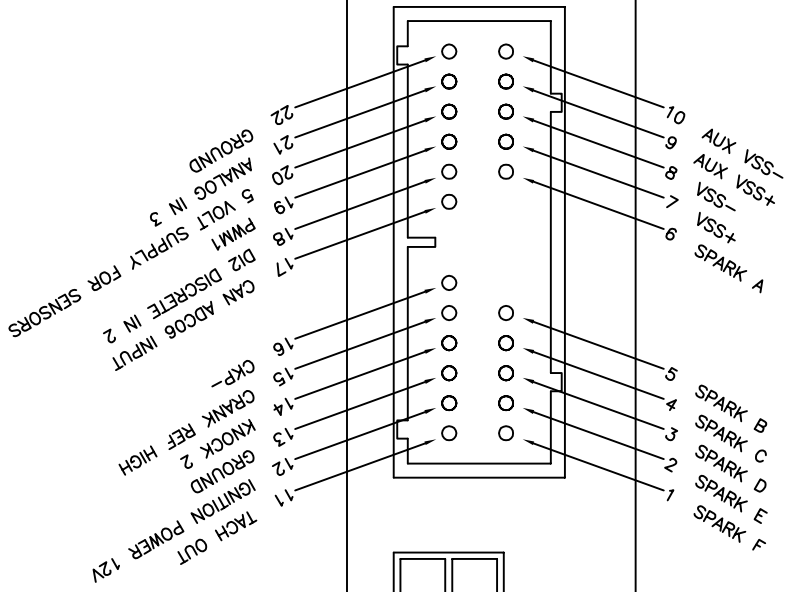 22 GROUND
21 ANALOG IN 3
20 5 VOLT SUPPLY FOR SENSORS
19 PWM1
18 DI2 DISCRETE IN 2
17 CAN ADC06 INPUT
16 CKP-
15 CRANK REF HIGH
14 KNOCK 2
13 GROUND
12 IGNITION POWER 12V
11 TACH OUT
10 AUX VSS-
9 AUX VSS+
8 VSS-
7 VSS+
6 SPARK A
5 SPARK B
4 SPARK C
3 SPARK D
2 SPARK E
1 SPARK F